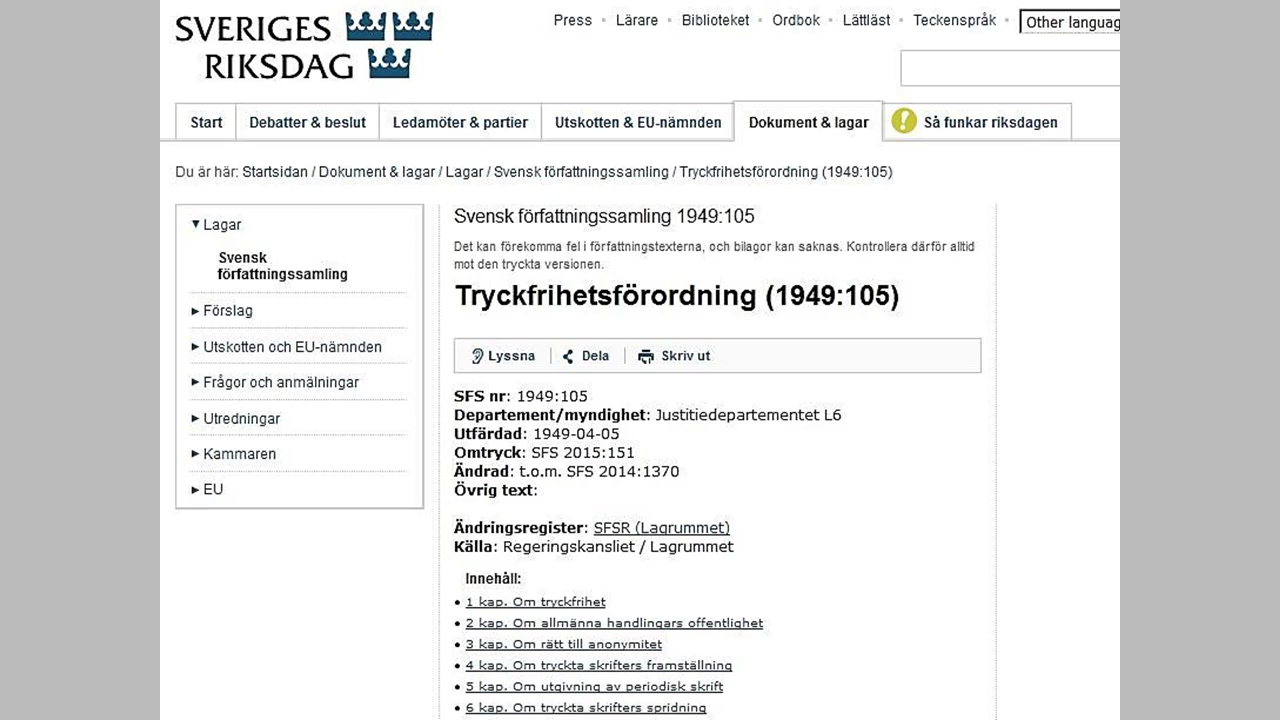 SVERIGES
RIKSDAG
Press • Lärare • Biblioteket • Ordbok • Lättläst • Teckenspråk • Other languag
Start Debatter & beslut Ledamöter & partier Utskotten & EU-nämnden Dokument & lagar Så funkar riksdagen
Du är här: Startsidan / Dokument & lagar / Lagar / Svensk författningssamling / Tryckfrihetsförordning (1949:105)
Lagar
Svensk
författningssamling
Förslag
Utskotten och EU-nämnden
Frågor och anmälningar
Utredningar
Kammaren
EU
Svensk författningssamling 1949:105
Det kan förekomma fel i författningstexterna, och bilagor kan saknas. Kontrollera därför alltid
mot den tryckta versionen.
Tryckfrihetsförordning (1949:105)
Lyssna Dela Skriv ut
SFS nr: 1949:105
Departement/myndighet: Justitiedepartementet L6
Utfärdad: 1949-04-05
Omtryck: SFS 2015:151
Ändrad: t.o.m. SFS 2014:1370
Övrig text:
Ändringsregister: SFSR (Lagrummet)
Källa: Regeringskansliet / Lagrummet
Innehåll:
• 1 kap. Om tryckfrihet
• 2 kap. Om allmänna handlingars offentlighet
• 3 kap. Om rätt till anonymitet
• 4 kap. Om tryckta skrifters framställning
• 5 kap. Om utgivning av periodisk skrift
• 6 kap. Om tryckta skrifters spridning